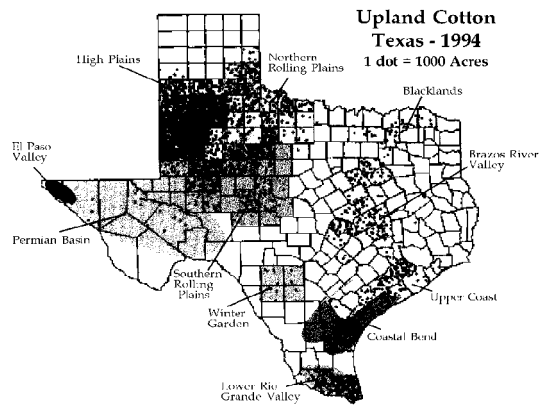 Upland Cotton
Texas - 1994
1 dot = 1000 Acres
High Plains
Northern
Rolling Plains
Blacklands
El Paso
Valley
Brazos River
Valley
Permian Basin
Southern
Rolling
Plains
Winter
Garden
Upper Coast
Coastal Bend
Lower Rio
Grande Valley